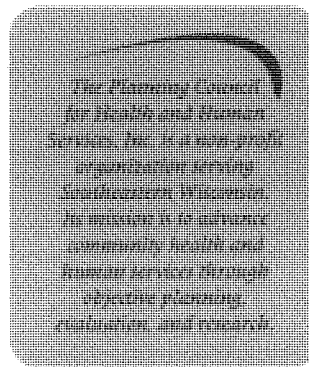 The Planning Council
for Health and Human
Services, Inc. is a non-profit
organization serving
Southeastern Wisconsin.
Its mission is to advance
community health and
human services through
objective planning,
evaluation, and research.